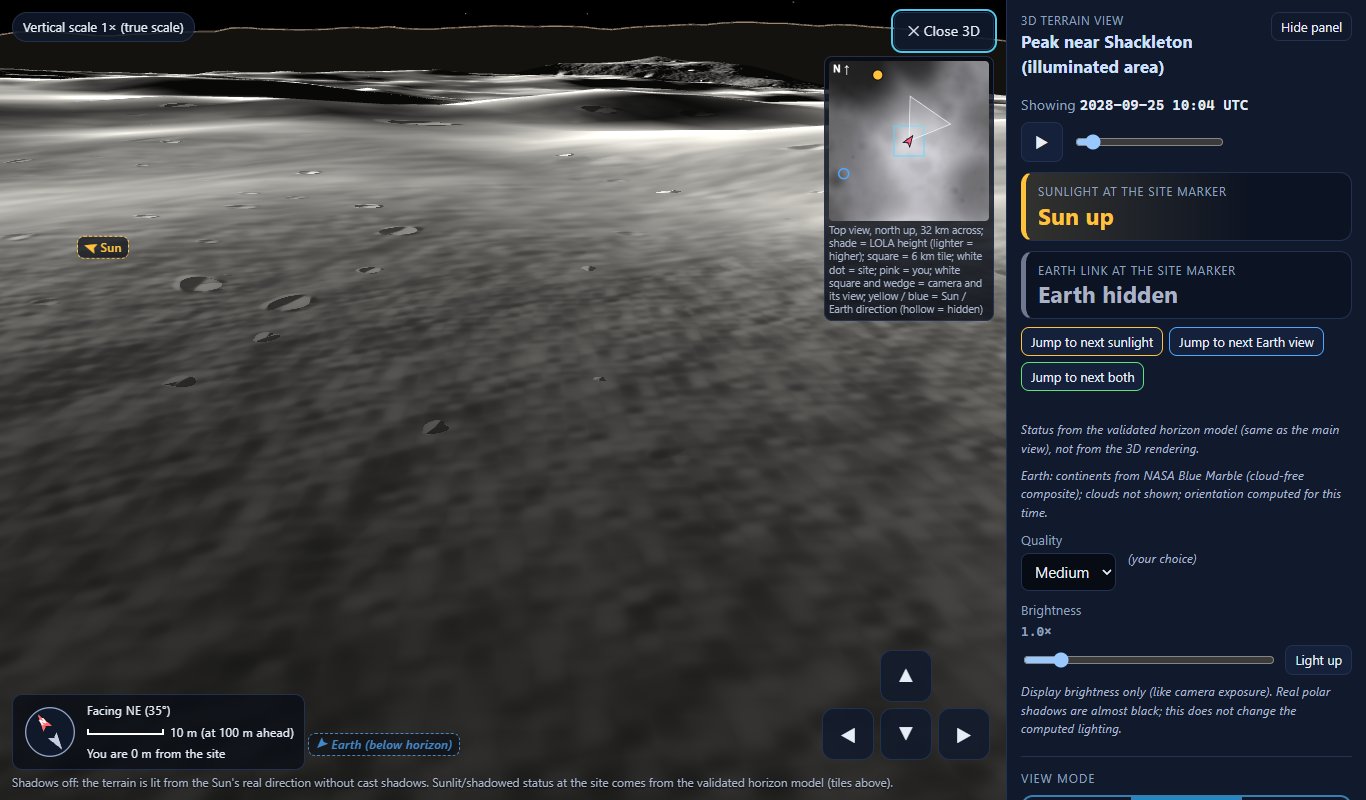 Vertical scale 1× (true scale)
✕ Close 3D
N ↑
Top view, north up, 32 km across;
shade = LOLA height (lighter =
higher); square = 6 km tile; white
dot = site; pink = you; white
square and wedge = camera and
its view; yellow / blue = Sun /
Earth direction (hollow = hidden)
Sun
Facing NE (35°)
10 m (at 100 m ahead)
You are 0 m from the site
Earth (below horizon)
Shadows off: the terrain is lit from the Sun's real direction without cast shadows. Sunlit/shadowed status at the site comes from the validated horizon model (tiles above).
3D TERRAIN VIEW
Hide panel
Peak near Shackleton
(illuminated area)
Showing 2028-09-25 10:04 UTC
SUNLIGHT AT THE SITE MARKER
Sun up
EARTH LINK AT THE SITE MARKER
Earth hidden
Jump to next sunlight
Jump to next Earth view
Jump to next both
Status from the validated horizon model (same as the main
view), not from the 3D rendering.
Earth: continents from NASA Blue Marble (cloud-free
composite); clouds not shown; orientation computed for this
time.
Quality
Medium
(your choice)
Brightness
1.0×
Light up
Display brightness only (like camera exposure). Real polar
shadows are almost black; this does not change the
computed lighting.
VIEW MODE